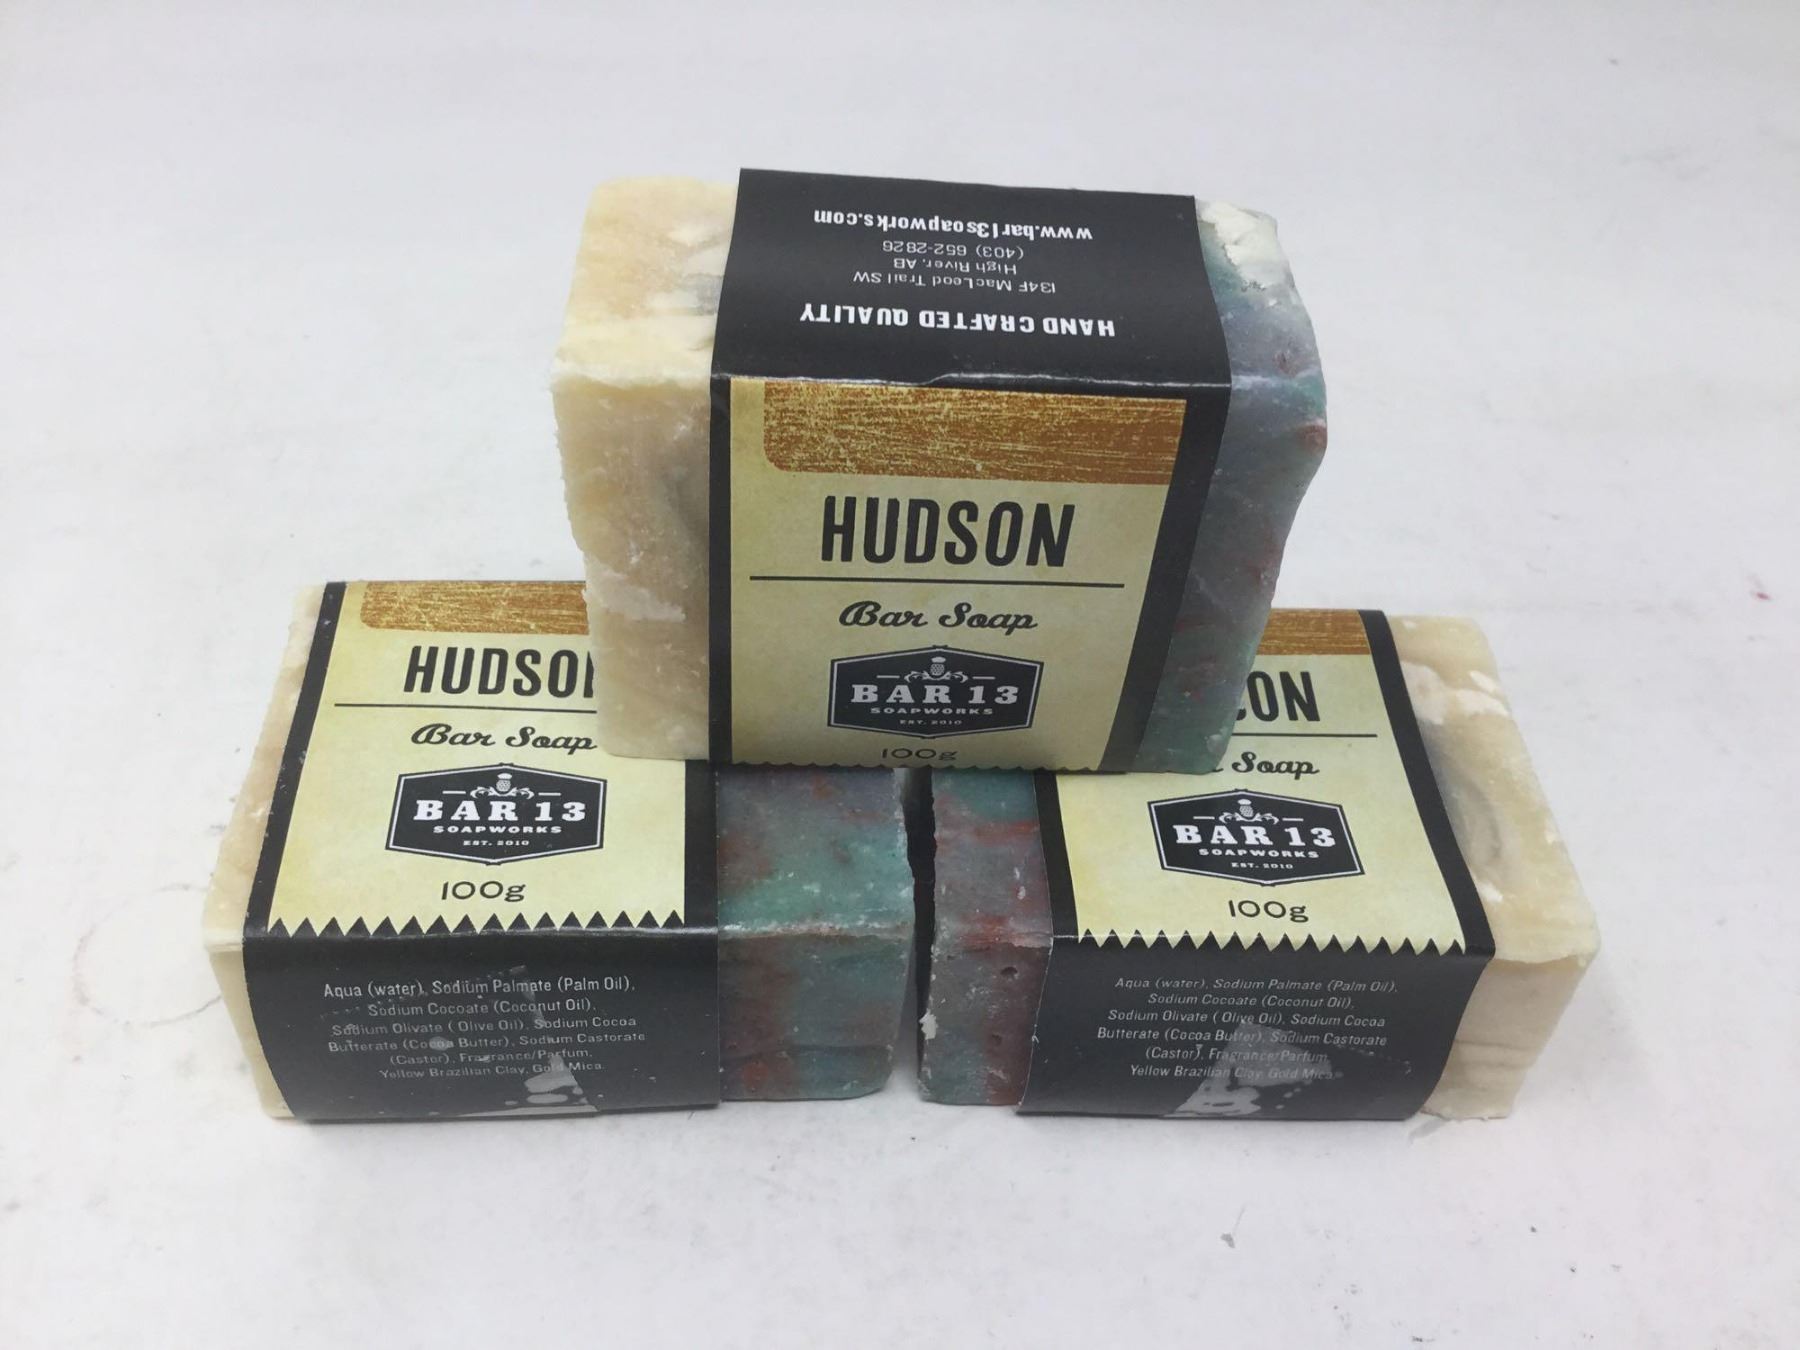 www.bar13soapworks.com
(403) 652-2826
High River, AB
134F MacLeod Trail SW
HAND CRAFTED QUALITY
HUDSON
Bar Soap
BAR 13
SOAPWORKS
EST. 2010
100g
HUDSON
Bar Soap
BAR 13
SOAPWORKS
EST. 2010
100g
Aqua (water), Sodium Palmate (Palm Oil),
Sodium Cocoate (Coconut Oil),
Sodium Olivate ( Olive Oil), Sodium Cocoa
Butterate (Cocoa Butter), Sodium Castorate
(Castor), Fragrance/Parfum,
Yellow Brazilian Clay, Gold Mica.
SON
Soap
BAR 13
SOAPWORKS
EST. 2010
100g
Aqua (water), Sodium Palmate (Palm Oil),
Sodium Cocoate (Coconut Oil),
Sodium Olivate ( Olive Oil), Sodium Cocoa
Butterate (Cocoa Butter), Sodium Castorate
(Castor), Fragrance/Parfum,
Yellow Brazilian Clay, Gold Mica.